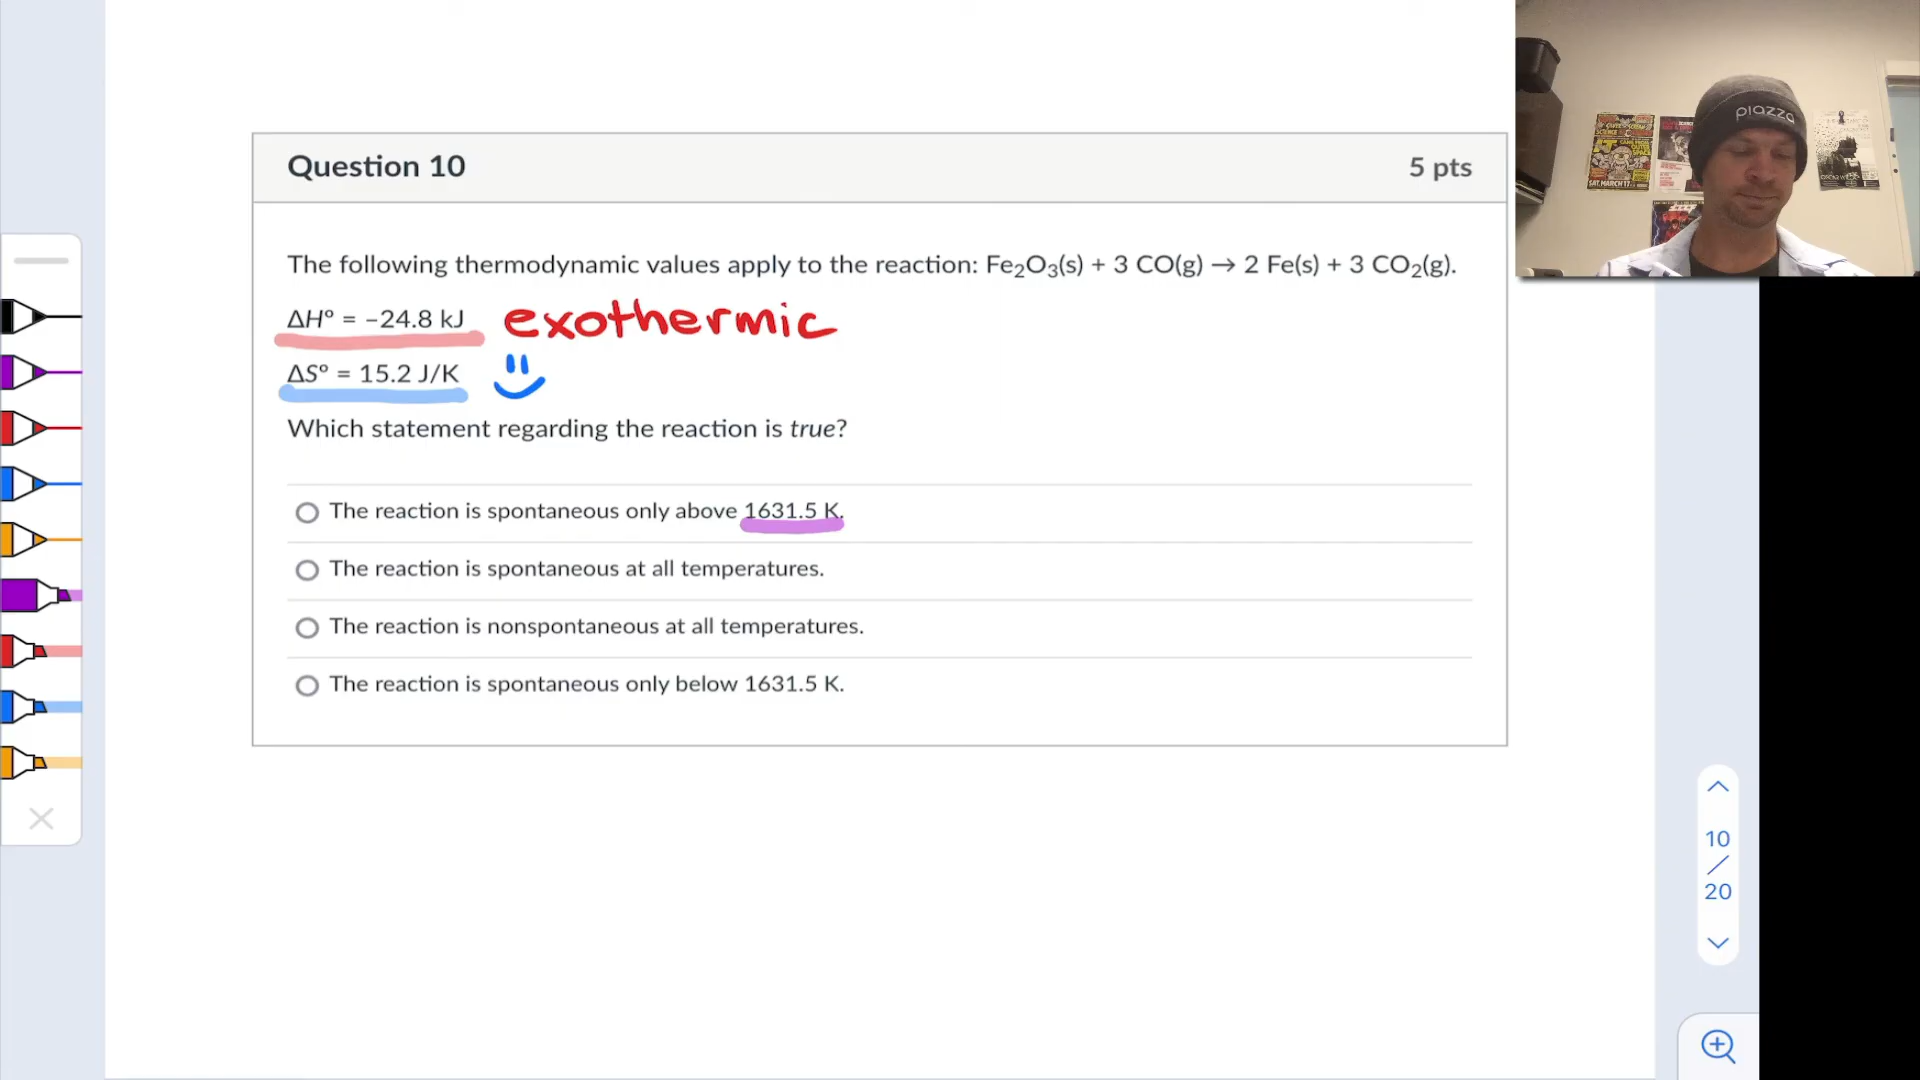 piazza
Question 10
5 pts
The following thermodynamic values apply to the reaction: Fe₂O₃(s) + 3 CO(g) → 2 Fe(s) + 3 CO₂(g).
ΔH° = −24.8 kJ exothermic
ΔS° = 15.2 J/K
Which statement regarding the reaction is true?
The reaction is spontaneous only above 1631.5 K.
The reaction is spontaneous at all temperatures.
The reaction is nonspontaneous at all temperatures.
The reaction is spontaneous only below 1631.5 K.
10
/
20